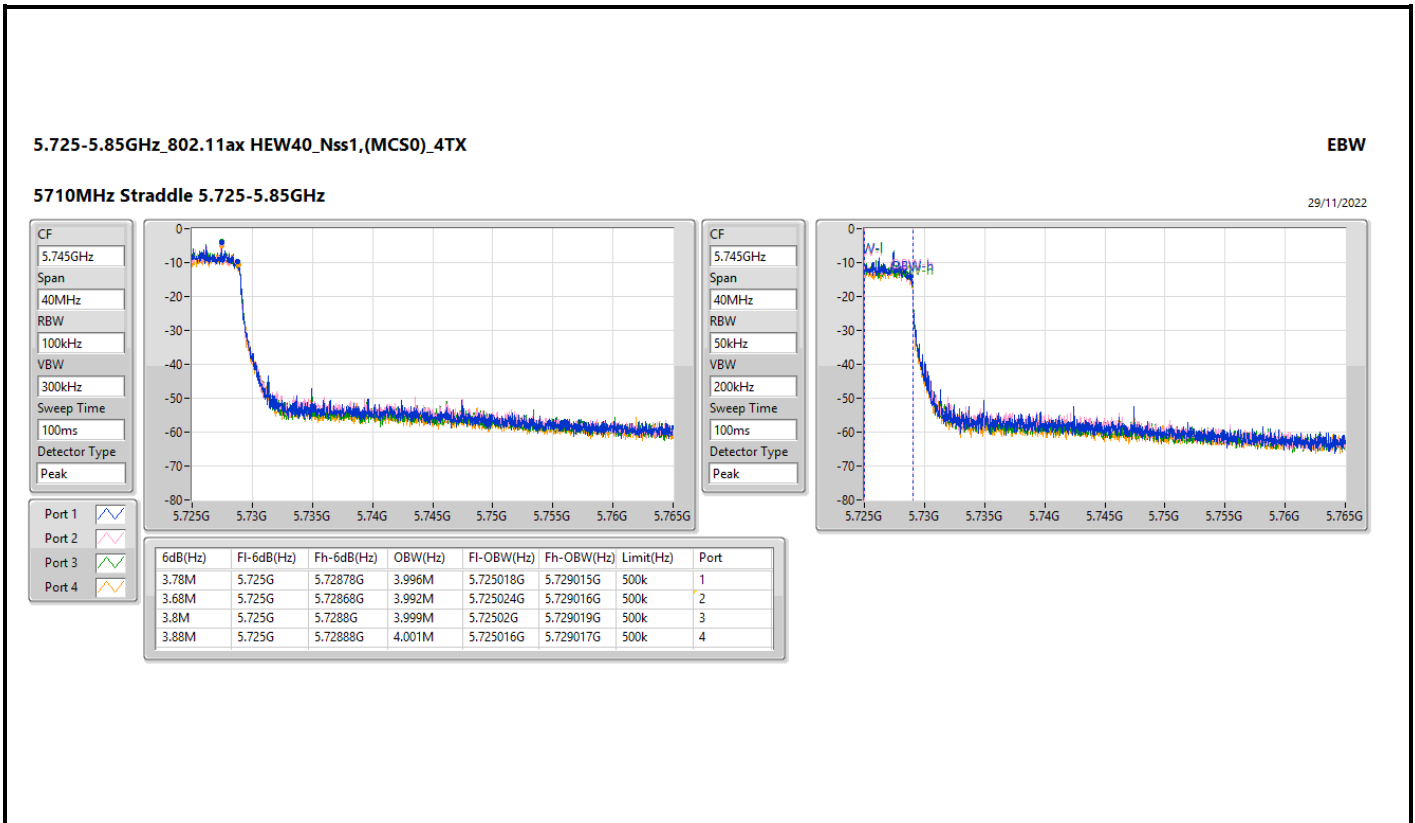 5.725-5.85GHz_802.11ax HEW40_Nss1,(MCS0)_4TX
EBW
5710MHz Straddle 5.725-5.85GHz
29/11/2022
CF
5.745GHz
Span
40MHz
RBW
100kHz
VBW
300kHz
Sweep Time
100ms
Detector Type
Peak
0
-10
-20
-30
-40
-50
-60
-70
-80
5.725G 5.73G 5.735G 5.74G 5.745G 5.75G 5.755G 5.76G 5.765G
CF
5.745GHz
Span
40MHz
RBW
50kHz
VBW
200kHz
Sweep Time
100ms
Detector Type
Peak
0
-10
-20
-30
-40
-50
-60
-70
-80
W-l
OBW-h
5.725G 5.73G 5.735G 5.74G 5.745G 5.75G 5.755G 5.76G 5.765G
Port 1
Port 2
Port 3
Port 4
6dB(Hz) Fl-6dB(Hz) Fh-6dB(Hz) OBW(Hz) Fl-OBW(Hz) Fh-OBW(Hz) Limit(Hz) Port
3.78M 5.725G 5.72878G 3.996M 5.725018G 5.729015G 500k 1
3.68M 5.725G 5.72868G 3.992M 5.725024G 5.729016G 500k 2
3.8M 5.725G 5.7288G 3.999M 5.72502G 5.729019G 500k 3
3.88M 5.725G 5.72888G 4.001M 5.725016G 5.729017G 500k 4